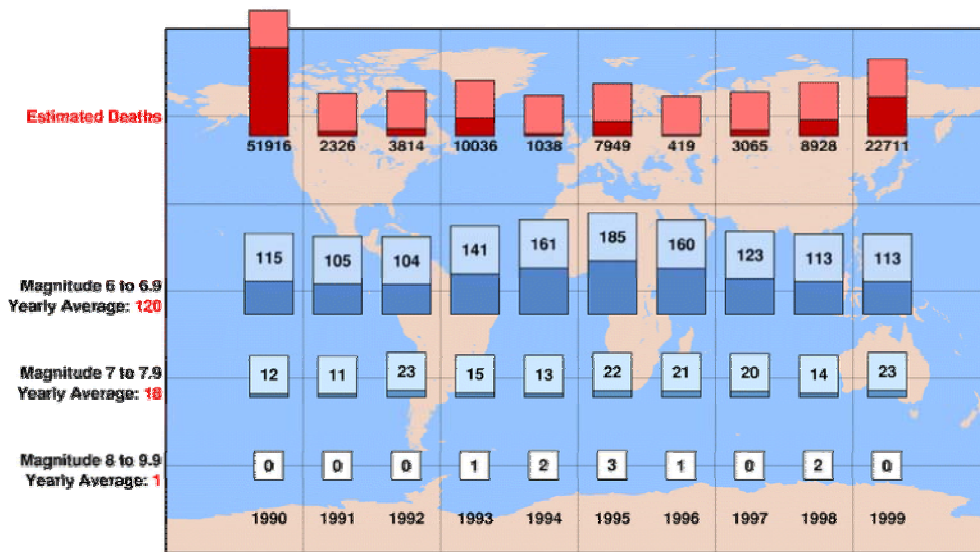 Estimated Deaths
51916 2326 3814 10036 1038 7949 419 3065 8928 22711
115 105 104 141 161 185 160 123 113 113
Magnitude 6 to 6.9
Yearly Average: 120
12 11 23 15 13 22 21 20 14 23
Magnitude 7 to 7.9
Yearly Average: 18
0 0 0 1 2 3 1 0 2 0
Magnitude 8 to 9.9
Yearly Average: 1
1990 1991 1992 1993 1994 1995 1996 1997 1998 1999